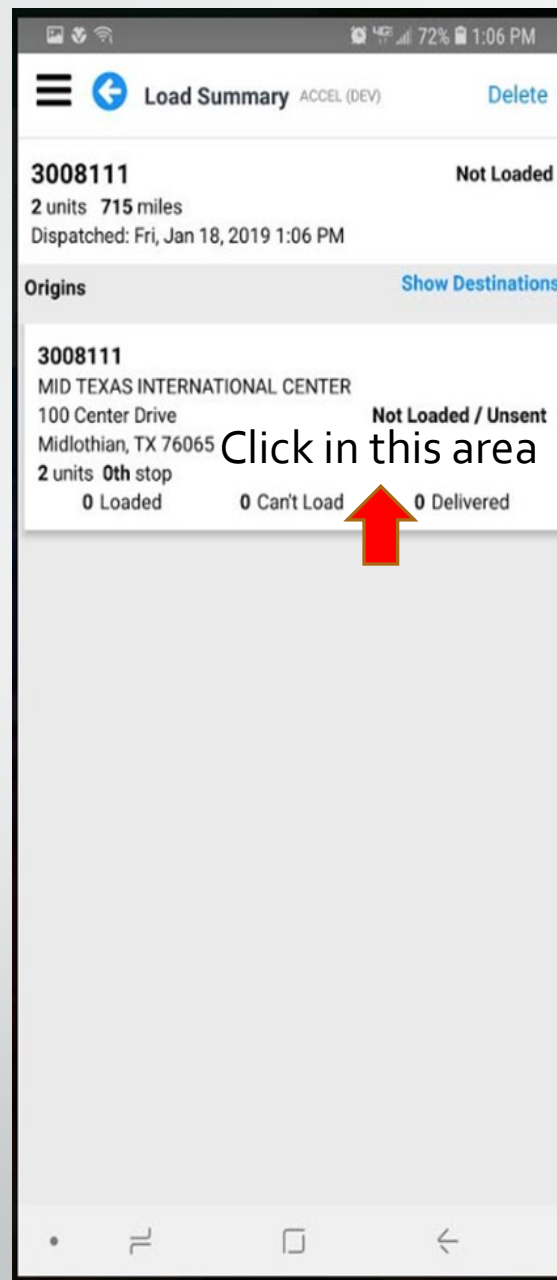 72% 1:06 PM
Load Summary ACCEL (DEV) Delete
3008111 Not Loaded
2 units 715 miles
Dispatched: Fri, Jan 18, 2019 1:06 PM
Origins Show Destinations
3008111
MID TEXAS INTERNATIONAL CENTER
100 Center Drive Not Loaded / Unsent
Midlothian, TX 76065 Click in this area
2 units 0th stop
0 Loaded 0 Can't Load 0 Delivered